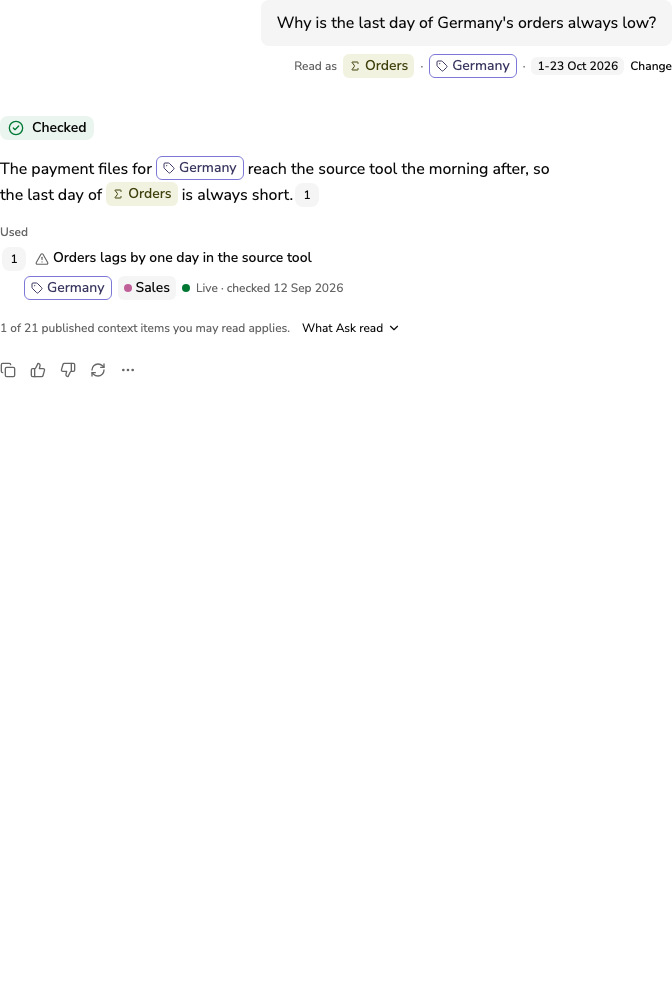 Why is the last day of Germany's orders always low?
Read as Σ Orders · Germany · 1-23 Oct 2026 Change
Checked
The payment files for Germany reach the source tool the morning after, so
the last day of Σ Orders is always short. 1
Used
1 Orders lags by one day in the source tool
Germany Sales Live · checked 12 Sep 2026
1 of 21 published context items you may read applies. What Ask read